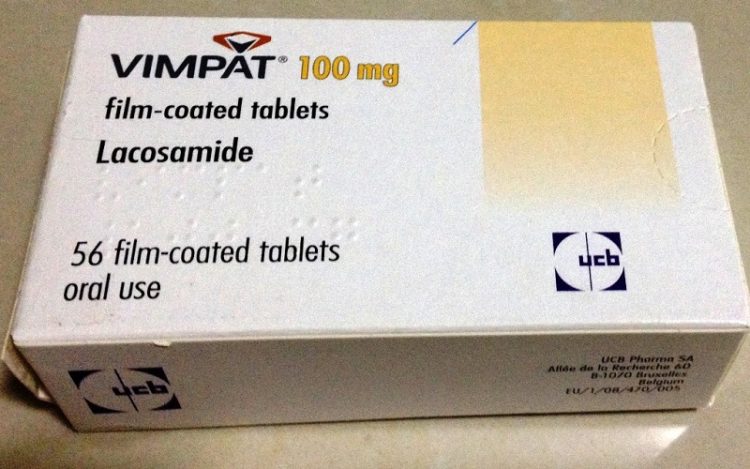 VIMPAT® 100 mg
film-coated tablets
Lacosamide
56 film-coated tablets
oral use
ucb
ucb
UCB Pharma SA
Allée de la Recherche 60
B-1070 Bruxelles
Belgium
EU/1/08/470/005